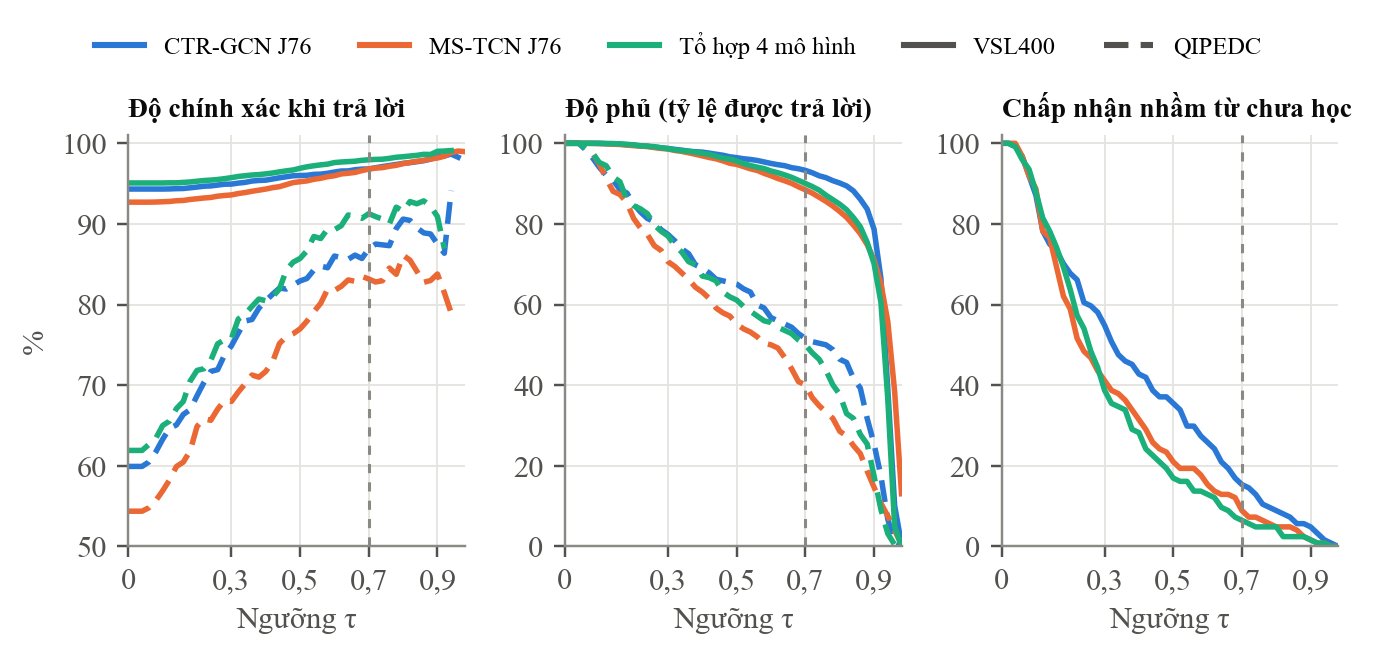 CTR-GCN J76 MS-TCN J76 Tổ hợp 4 mô hình VSL400 QIPEDC
Độ chính xác khi trả lời
100
90
80
70
60
50
%
0 0,3 0,5 0,7 0,9
Ngưỡng τ
Độ phủ (tỷ lệ được trả lời)
100
80
60
40
20
0
0 0,3 0,5 0,7 0,9
Ngưỡng τ
Chấp nhận nhầm từ chưa học
100
80
60
40
20
0
0 0,3 0,5 0,7 0,9
Ngưỡng τ